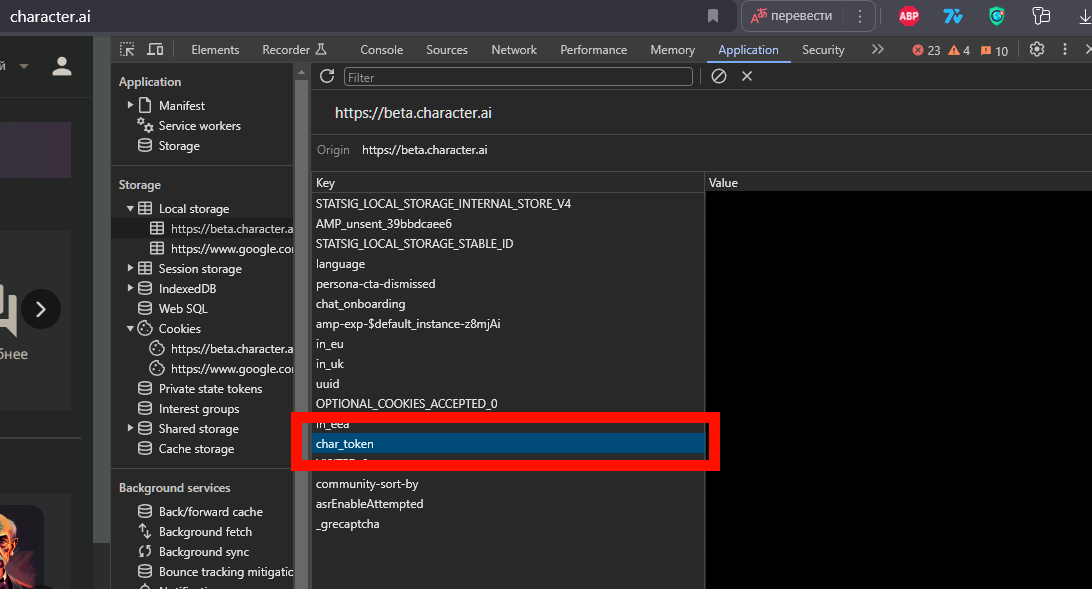 character.ai
перевести
ABP
й
Elements Recorder Console Sources Network Performance Memory Application Security 23 4 10
Application
Manifest
Service workers
Storage
Storage
Local storage
https://beta.character.a
https://www.google.co
Session storage
IndexedDB
Web SQL
Cookies
https://beta.character.a
https://www.google.co
Private state tokens
Interest groups
Shared storage
Cache storage
Background services
Back/forward cache
Background fetch
Background sync
Bounce tracking mitigatio
бнее
Filter
https://beta.character.ai
Origin https://beta.character.ai
Key Value
STATSIG_LOCAL_STORAGE_INTERNAL_STORE_V4
AMP_unsent_39bbdcaee6
STATSIG_LOCAL_STORAGE_STABLE_ID
language
persona-cta-dismissed
chat_onboarding
amp-exp-$default_instance-z8mjAi
in_eu
in_uk
uuid
OPTIONAL_COOKIES_ACCEPTED_0
in_eea
char_token
community-sort-by
asrEnableAttempted
_grecaptcha